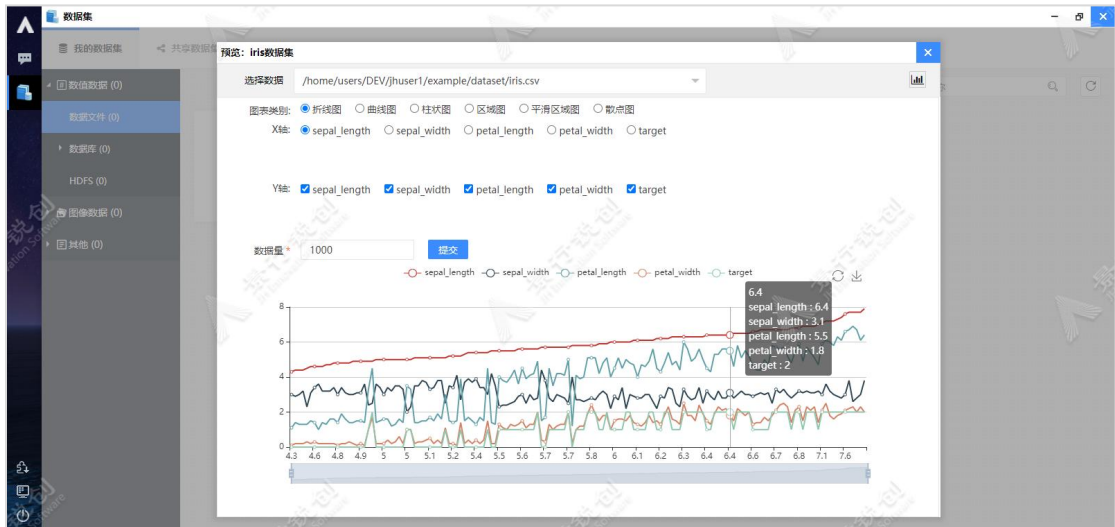 数据集
我的数据集 共享数据集
数值数据 (0)
数据文件 (0)
数据库 (0)
HDFS (0)
图像数据 (0)
其他 (0)
预览：iris数据集
选择数据 /home/users/DEV/jhuser1/example/dataset/iris.csv
图表类别: 折线图 曲线图 柱状图 区域图 平滑区域图 散点图
X轴: sepal_length sepal_width petal_length petal_width target
Y轴: sepal_length sepal_width petal_length petal_width target
数据量* 1000 提交
sepal_length sepal_width petal_length petal_width target
6.4
sepal_length : 6.4
sepal_width : 3.1
petal_length : 5.5
petal_width : 1.8
target : 2
8
6
4
2
0
4.3 4.6 4.8 4.9 5 5 5.1 5.2 5.4 5.5 5.6 5.7 5.7 5.8 6 6.1 6.2 6.3 6.4 6.4 6.6 6.7 6.8 7.1 7.6